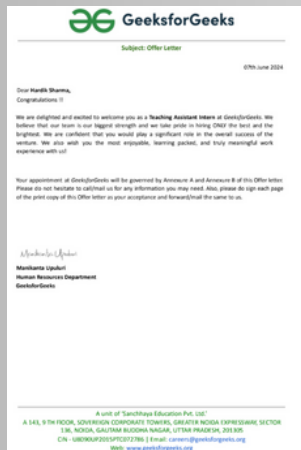 GeeksforGeeks
Subject: Offer Letter
07th June 2024
Dear Hardik Sharma,
Congratulations !!
We are delighted and excited to welcome you as a Teaching Assistant Intern at GeeksforGeeks. We
believe that our team is our biggest strength and we take pride in hiring ONLY the best and the
brightest. We are confident that you would play a significant role in the overall success of the
venture. We also wish you the most enjoyable, learning packed, and truly meaningful work
experience with us!
Your appointment at GeeksforGeeks will be governed by Annexure A and Annexure B of this Offer letter.
Please do not hesitate to call/mail us for any information you may need. Also, please do sign each page
of the print copy of this Offer letter as your acceptance and forward/mail the same to us.
Manikanta Upuluri
Manikanta Upuluri
Human Resources Department
GeeksforGeeks
A unit of 'Sanchhaya Education Pvt. Ltd.'
A 143, 9 TH FLOOR, SOVEREIGN CORPORATE TOWERS, GREATER NOIDA EXPRESSWAY, SECTOR
136, NOIDA, GAUTAM BUDDHA NAGAR, UTTAR PRADESH, 201305
CIN - U80902UP2015PTC072786 | Email: careers@geeksforgeeks.org
Web: www.geeksforgeeks.org